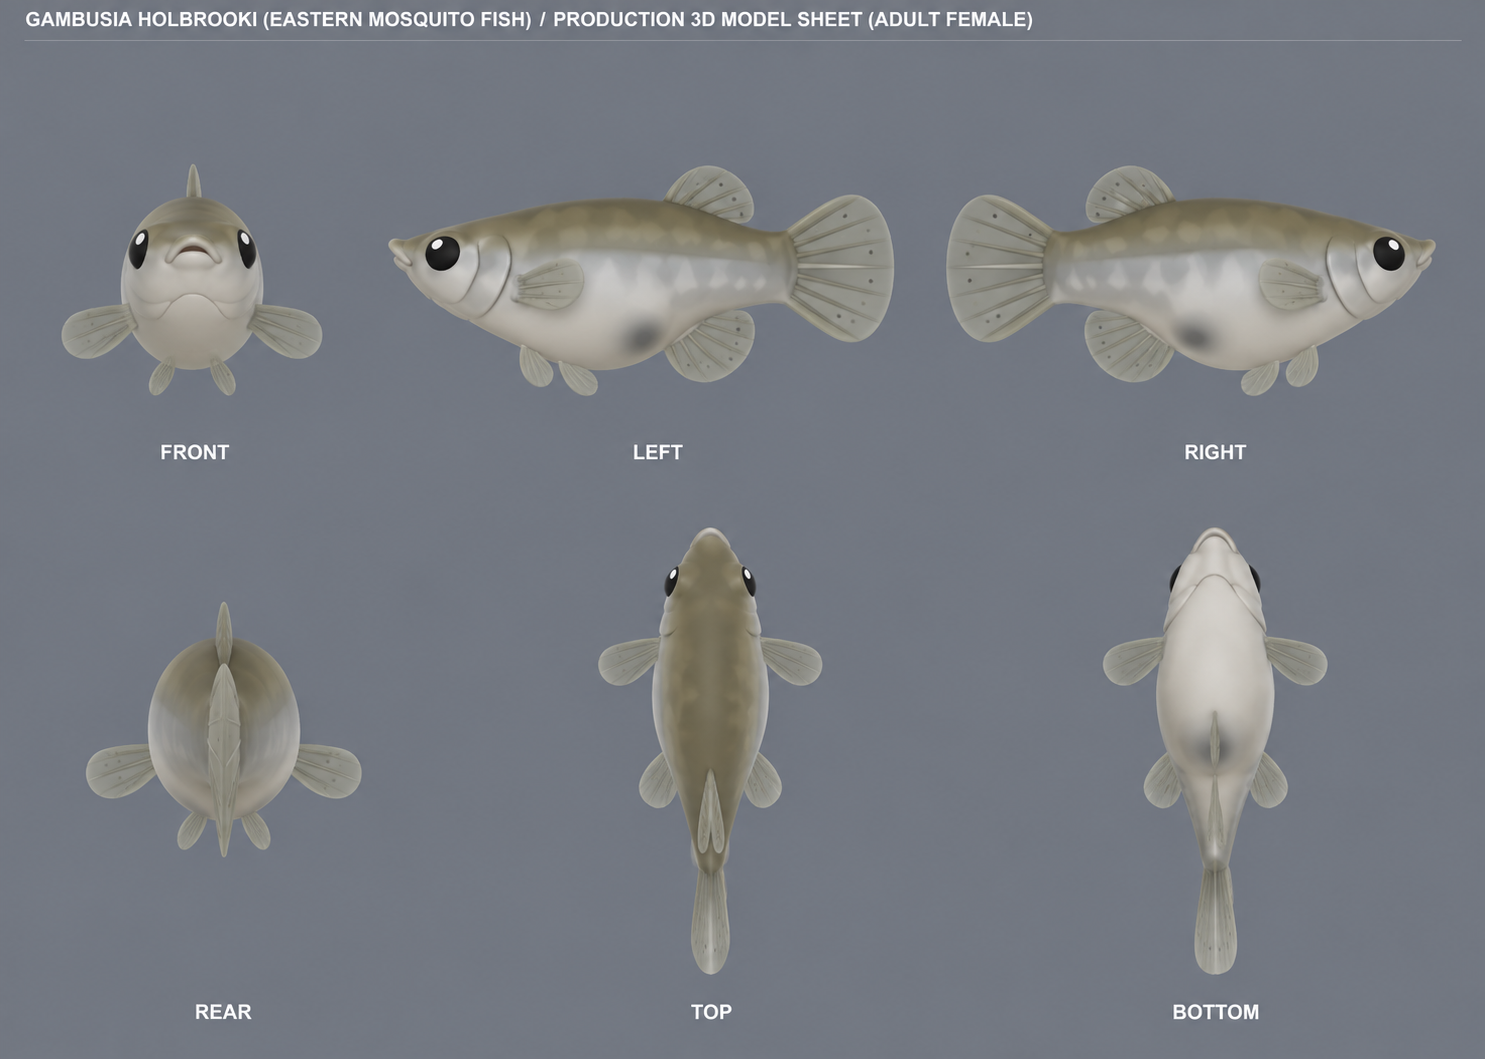 GAMBUSIA HOLBROOKI (EASTERN MOSQUITO FISH) / PRODUCTION 3D MODEL SHEET (ADULT FEMALE)
FRONT
LEFT
RIGHT
REAR
TOP
BOTTOM